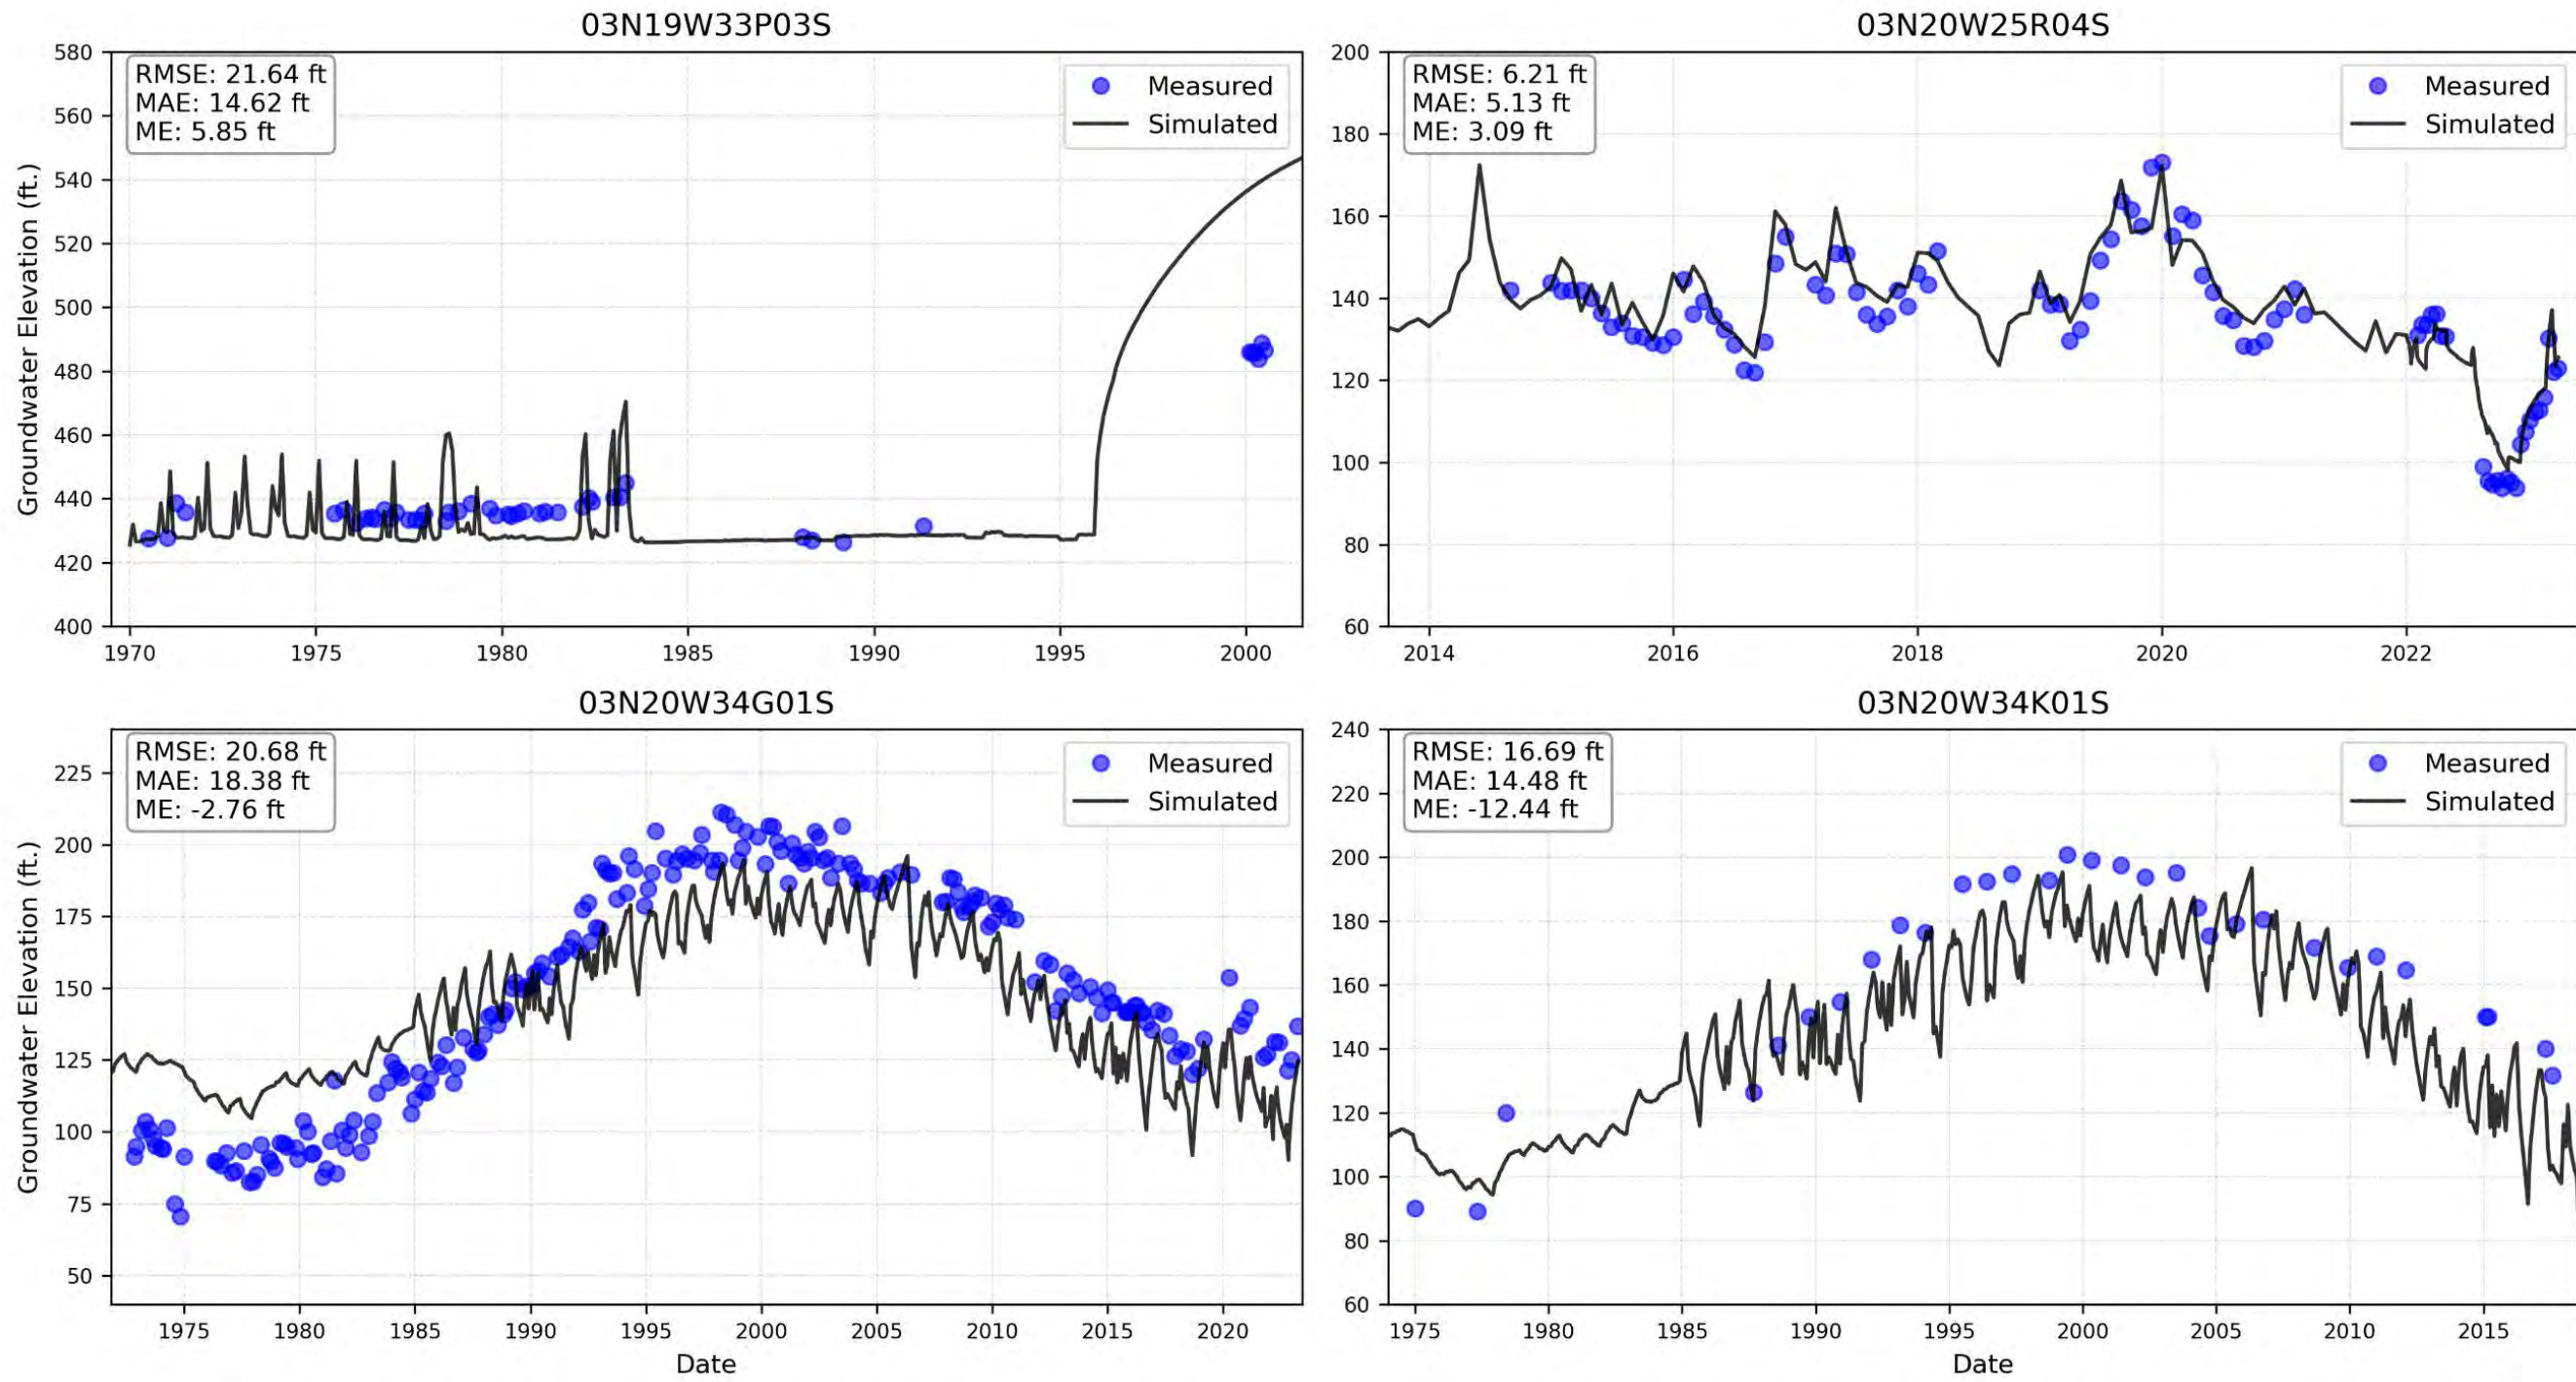 03N19W33P03S
RMSE: 21.64 ft
MAE: 14.62 ft
ME: 5.85 ft
Measured
Simulated
Groundwater Elevation (ft.)
580
560
540
520
500
480
460
440
420
400
1970
1975
1980
1985
1990
1995
2000
03N20W25R04S
RMSE: 6.21 ft
MAE: 5.13 ft
ME: 3.09 ft
Measured
Simulated
200
180
160
140
120
100
80
60
2014
2016
2018
2020
2022
03N20W34G01S
RMSE: 20.68 ft
MAE: 18.38 ft
ME: -2.76 ft
Measured
Simulated
Groundwater Elevation (ft.)
225
200
175
150
125
100
75
50
1975
1980
1985
1990
1995
2000
2005
2010
2015
2020
Date
03N20W34K01S
RMSE: 16.69 ft
MAE: 14.48 ft
ME: -12.44 ft
Measured
Simulated
240
220
200
180
160
140
120
100
80
60
1975
1980
1985
1990
1995
2000
2005
2010
2015
Date